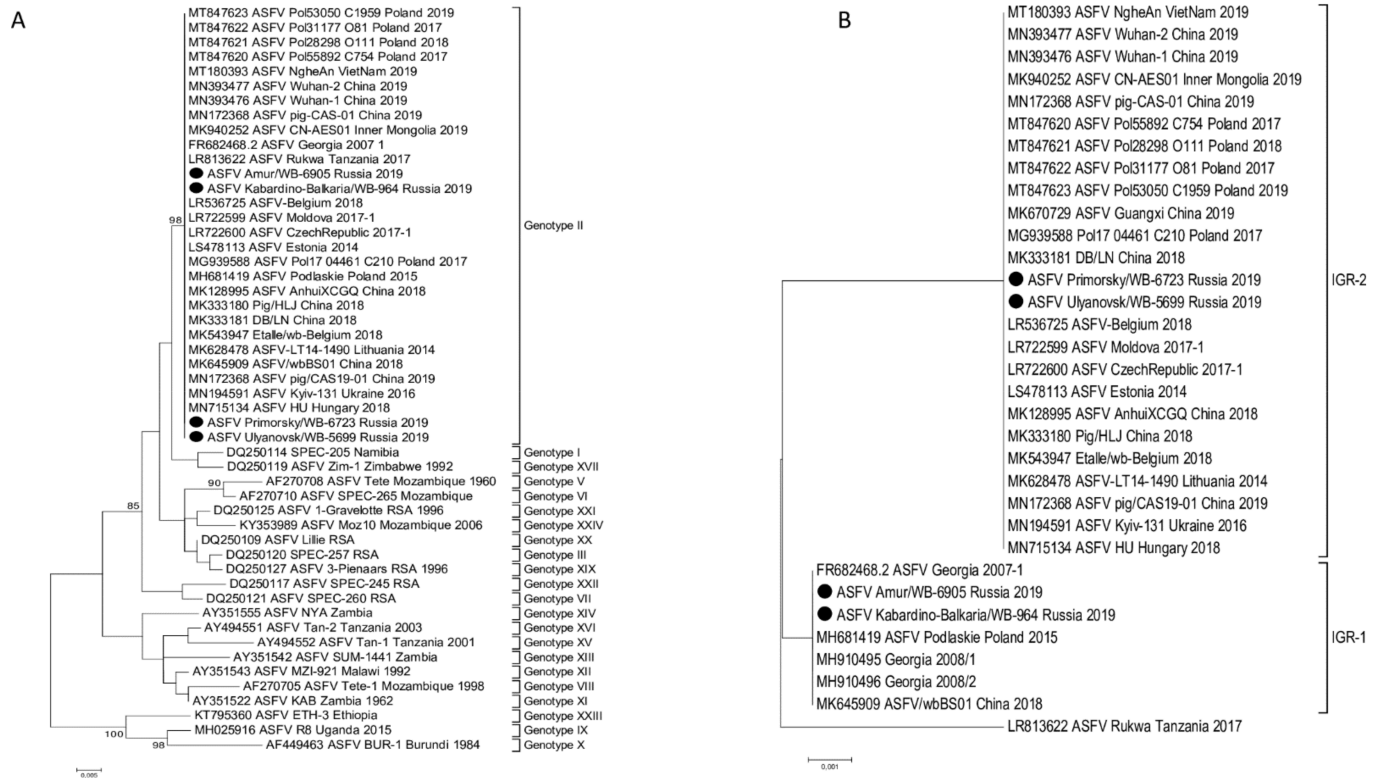 A
MT847623 ASFV Pol53050 C1959 Poland 2019
MT847622 ASFV Pol31177 O81 Poland 2017
MT847621 ASFV Pol28298 O111 Poland 2018
MT847620 ASFV Pol55892 C754 Poland 2017
MT180393 ASFV NgheAn VietNam 2019
MN393477 ASFV Wuhan-2 China 2019
MN393476 ASFV Wuhan-1 China 2019
MN172368 ASFV pig-CAS-01 China 2019
MK940252 ASFV CN-AES01 Inner Mongolia 2019
FR682468.2 ASFV Georgia 2007 1
LR813622 ASFV Rukwa Tanzania 2017
ASFV Amur/WB-6905 Russia 2019
ASFV Kabardino-Balkaria/WB-964 Russia 2019
LR536725 ASFV-Belgium 2018
LR722599 ASFV Moldova 2017-1
LR722600 ASFV CzechRepublic 2017-1
LS478113 ASFV Estonia 2014
MG939588 ASFV Pol17 04461 C210 Poland 2017
MH681419 ASFV Podlaskie Poland 2015
MK128995 ASFV AnhuiXCGQ China 2018
MK333180 Pig/HLJ China 2018
MK333181 DB/LN China 2018
MK543947 Etalle/wb-Belgium 2018
MK628478 ASFV-LT14-1490 Lithuania 2014
MK645909 ASFV/wbBS01 China 2018
MN172368 ASFV pig/CAS19-01 China 2019
MN194591 ASFV Kyiv-131 Ukraine 2016
MN715134 ASFV HU Hungary 2018
ASFV Primorsky/WB-6723 Russia 2019
ASFV Ulyanovsk/WB-5699 Russia 2019
DQ250114 SPEC-205 Namibia
DQ250119 ASFV Zim-1 Zimbabwe 1992
AF270708 ASFV Tete Mozambique 1960
AF270710 ASFV SPEC-265 Mozambique
DQ250125 ASFV 1-Gravelotte RSA 1996
KY353989 ASFV Moz10 Mozambique 2006
DQ250109 ASFV Lillie RSA
DQ250120 SPEC-257 RSA
DQ250127 ASFV 3-Pienaars RSA 1996
DQ250117 ASFV SPEC-245 RSA
DQ250121 ASFV SPEC-260 RSA
AY351555 ASFV NYA Zambia
AY494551 ASFV Tan-2 Tanzania 2003
AY494552 ASFV Tan-1 Tanzania 2001
AY351542 ASFV SUM-1441 Zambia
AY351543 ASFV MZI-921 Malawi 1992
AF270705 ASFV Tete-1 Mozambique 1998
AY351522 ASFV KAB Zambia 1962
KT795360 ASFV ETH-3 Ethiopia
MH025916 ASFV R8 Uganda 2015
AF449463 ASFV BUR-1 Burundi 1984
98
90
85
100
98
Genotype II
Genotype I
Genotype XVII
Genotype V
Genotype VI
Genotype XXI
Genotype XXIV
Genotype XX
Genotype III
Genotype XIX
Genotype XXII
Genotype VII
Genotype XIV
Genotype XVI
Genotype XV
Genotype XIII
Genotype XII
Genotype VIII
Genotype XI
Genotype XXIII
Genotype IX
Genotype X
0.005
B
MT180393 ASFV NgheAn VietNam 2019
MN393477 ASFV Wuhan-2 China 2019
MN393476 ASFV Wuhan-1 China 2019
MK940252 ASFV CN-AES01 Inner Mongolia 2019
MN172368 ASFV pig-CAS-01 China 2019
MT847620 ASFV Pol55892 C754 Poland 2017
MT847621 ASFV Pol28298 O111 Poland 2018
MT847622 ASFV Pol31177 O81 Poland 2017
MT847623 ASFV Pol53050 C1959 Poland 2019
MK670729 ASFV Guangxi China 2019
MG939588 Pol17 04461 C210 Poland 2017
MK333181 DB/LN China 2018
ASFV Primorsky/WB-6723 Russia 2019
ASFV Ulyanovsk/WB-5699 Russia 2019
LR536725 ASFV-Belgium 2018
LR722599 ASFV Moldova 2017-1
LR722600 ASFV CzechRepublic 2017-1
LS478113 ASFV Estonia 2014
MK128995 ASFV AnhuiXCGQ China 2018
MK333180 Pig/HLJ China 2018
MK543947 Etalle/wb-Belgium 2018
MK628478 ASFV-LT14-1490 Lithuania 2014
MN172368 ASFV pig/CAS19-01 China 2019
MN194591 ASFV Kyiv-131 Ukraine 2016
MN715134 ASFV HU Hungary 2018
IGR-2
FR682468.2 ASFV Georgia 2007-1
ASFV Amur/WB-6905 Russia 2019
ASFV Kabardino-Balkaria/WB-964 Russia 2019
MH681419 ASFV Podlaskie Poland 2015
MH910495 Georgia 2008/1
MH910496 Georgia 2008/2
MK645909 ASFV/wbBS01 China 2018
IGR-1
LR813622 ASFV Rukwa Tanzania 2017
0.001